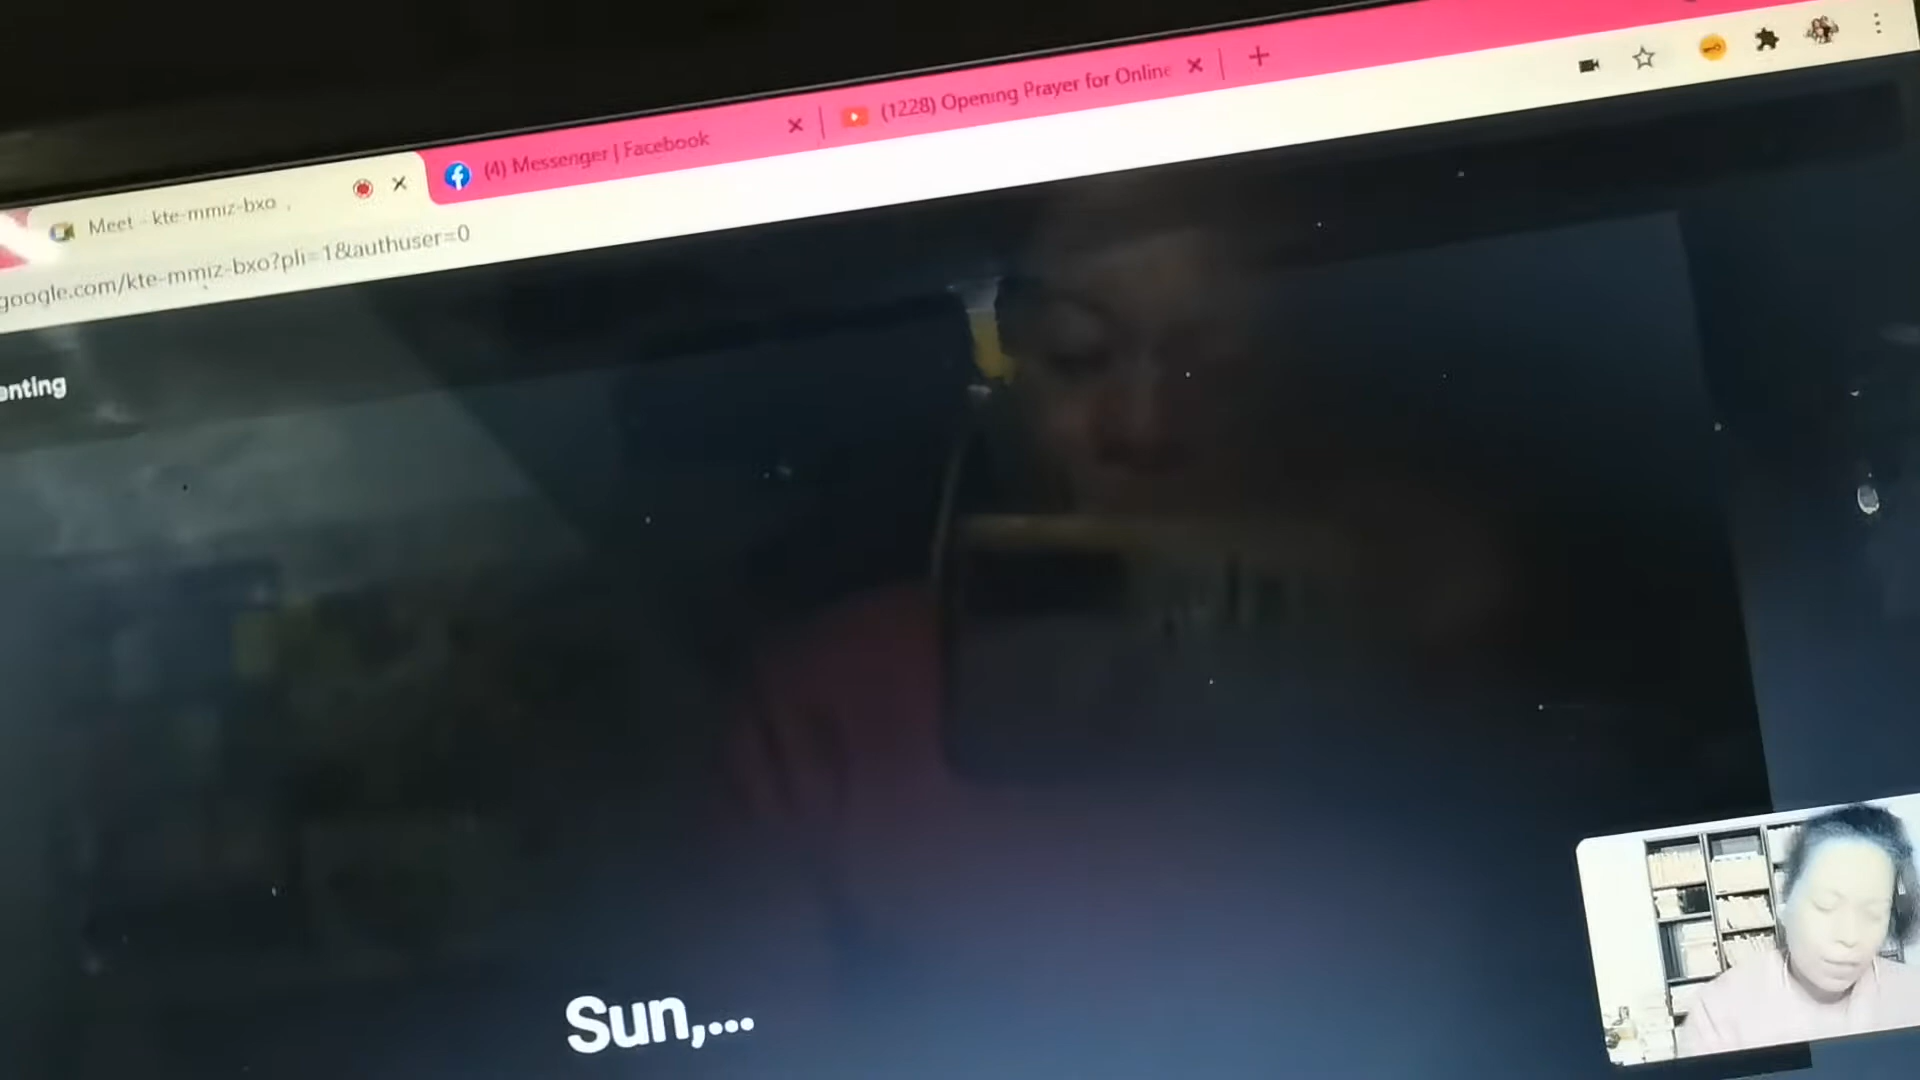 (1228) Opening Prayer for Online
(4) Messenger | Facebook
Meet - kte-mmiz-bxo
google.com/kte-mmiz-bxo?pli=1&authuser=0
enting
Sun,...